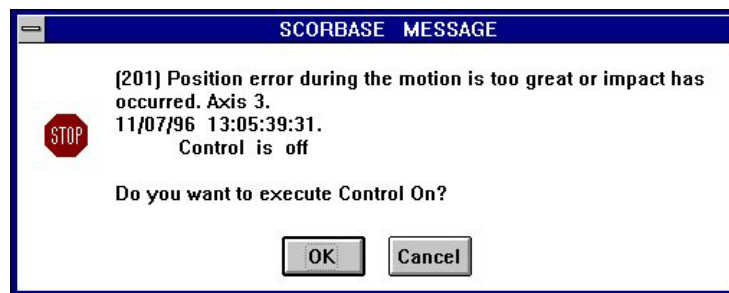 SCORBASE MESSAGE
(201) Position error during the motion is too great or impact has
occurred. Axis 3.
STOP
11/07/96 13:05:39:31.
Control is off
Do you want to execute Control On?
OK
Cancel